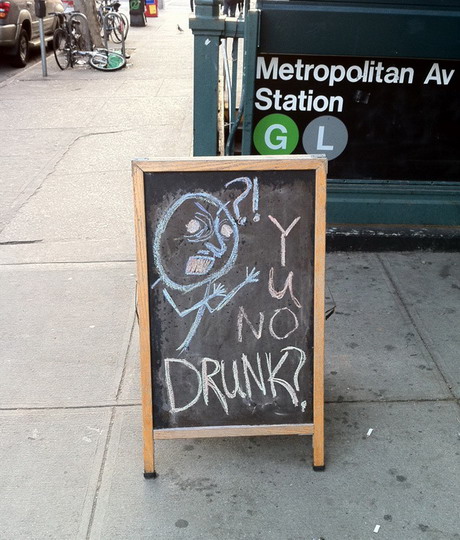 Metropolitan Av
Station
G L
?!
Y
U
NO
DRUNK?